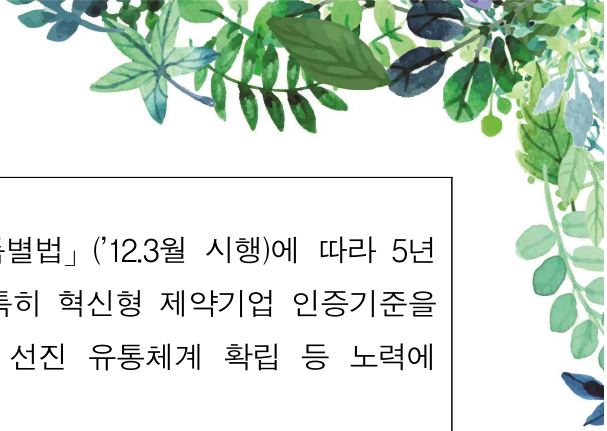 특별법」(’12.3월 시행)에 따라 5년
특히 혁신형 제약기업 인증기준을
선진 유통체계 확립 등 노력에